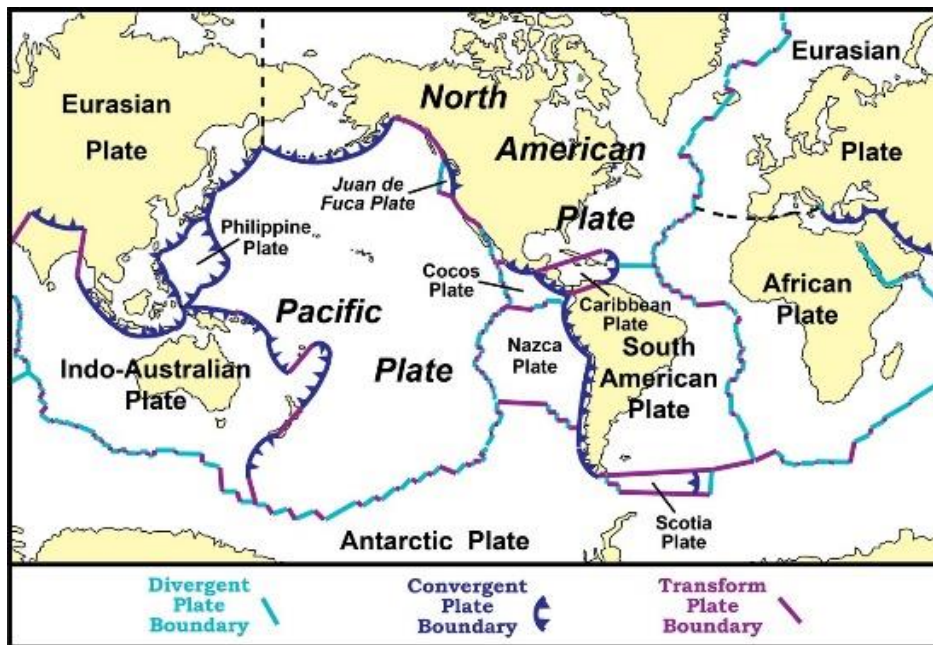 Eurasian
Plate
North
American
Plate
Eurasian
Plate
Juan de
Fuca Plate
Philippine
Plate
Cocos
Plate
Caribbean
Plate
African
Plate
Pacific
Plate
Indo-Australian
Plate
Nazca
Plate
South
American
Plate
Scotia
Plate
Antarctic Plate
Divergent
Plate
Boundary
Convergent
Plate
Boundary
Transform
Plate
Boundary